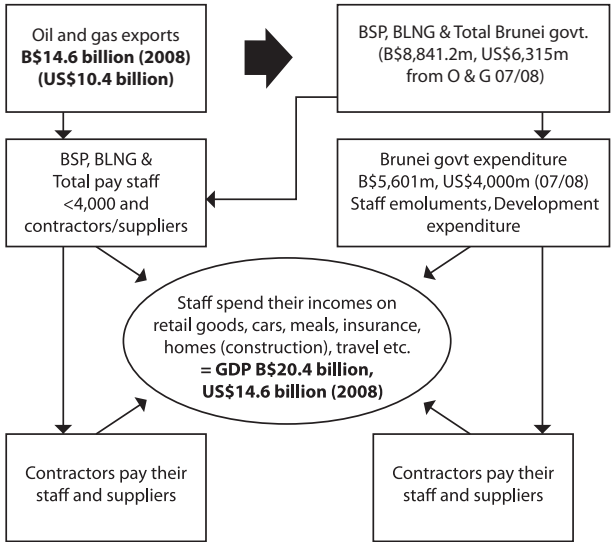 Oil and gas exports
B$14.6 billion (2008)
(US$10.4 billion)
BSP, BLNG & Total Brunei govt.
(B$8,841.2m, US$6,315m
from O & G 07/08)
BSP, BLNG &
Total pay staff
<4,000 and
contractors/suppliers
Brunei govt expenditure
B$5,601m, US$4,000m (07/08)
Staff emoluments, Development
expenditure
Staff spend their incomes on
retail goods, cars, meals, insurance,
homes (construction), travel etc.
= GDP B$20.4 billion,
US$14.6 billion (2008)
Contractors pay their
staff and suppliers
Contractors pay their
staff and suppliers